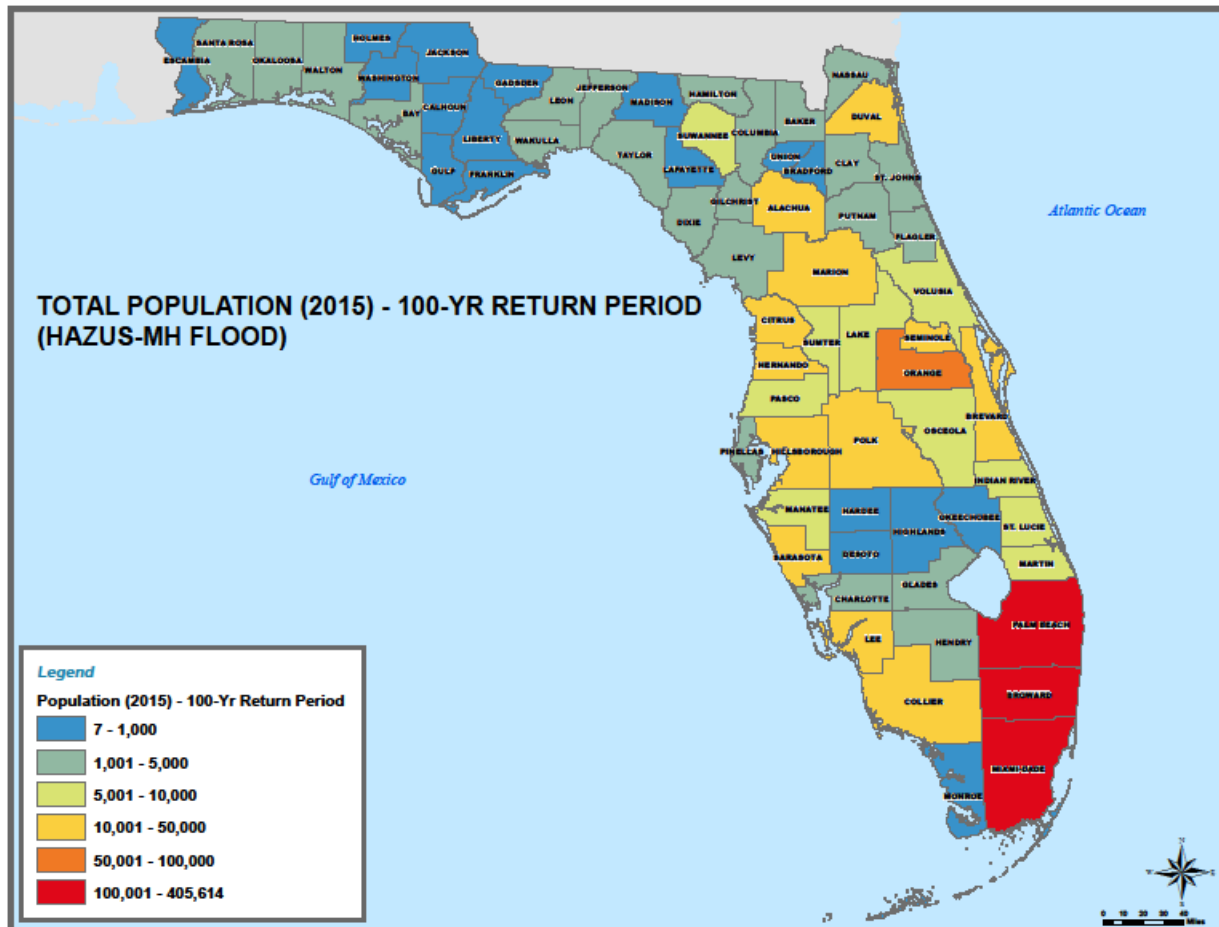 SANTA ROSA
HOLMES
JACKSON
ESCAMBIA
OKALOOSA
WALTON
WASHINGTON
GADSDEN
NASSAU
BAY
CALHOUN
LEON
JEFFERSON
MADISON
HAMILTON
LIBERTY
WAKULLA
SUWANNEE
COLUMBIA
BAKER
DUVAL
GULF
FRANKLIN
TAYLOR
LAFAYETTE
UNION
BRADFORD
CLAY
ST. JOHNS
DIXIE
GILCHRIST
ALACHUA
PUTNAM
FLAGLER
Atlantic Ocean
LEVY
MARION
VOLUSIA
TOTAL POPULATION (2015) - 100-YR RETURN PERIOD
(HAZUS-MH FLOOD)
CITRUS
SUMTER
LAKE
SEMINOLE
HERNANDO
ORANGE
PASCO
BREVARD
PINELLAS
HILLSBOROUGH
POLK
OSCEOLA
Gulf of Mexico
INDIAN RIVER
MANATEE
HARDEE
OKEECHOBEE
HIGHLANDS
ST. LUCIE
SARASOTA
DESOTO
MARTIN
CHARLOTTE
GLADES
LEE
HENDRY
PALM BEACH
COLLIER
BROWARD
MIAMI-DADE
MONROE
Legend
Population (2015) - 100-Yr Return Period
7 - 1,000
1,001 - 5,000
5,001 - 10,000
10,001 - 50,000
50,001 - 100,000
100,001 - 405,614
N
W E
S
0 10 20 30 40
Miles